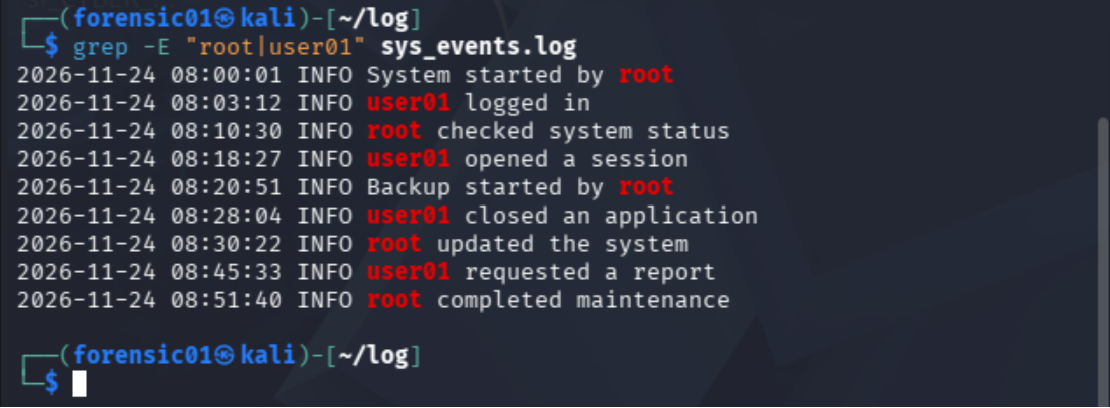 ┌──(forensic01㉿kali)-[~/log]
└─$ grep -E "root|user01" sys_events.log
2026-11-24 08:00:01 INFO System started by root
2026-11-24 08:03:12 INFO user01 logged in
2026-11-24 08:10:30 INFO root checked system status
2026-11-24 08:18:27 INFO user01 opened a session
2026-11-24 08:20:51 INFO Backup started by root
2026-11-24 08:28:04 INFO user01 closed an application
2026-11-24 08:30:22 INFO root updated the system
2026-11-24 08:45:33 INFO user01 requested a report
2026-11-24 08:51:40 INFO root completed maintenance
┌──(forensic01㉿kali)-[~/log]
└─$